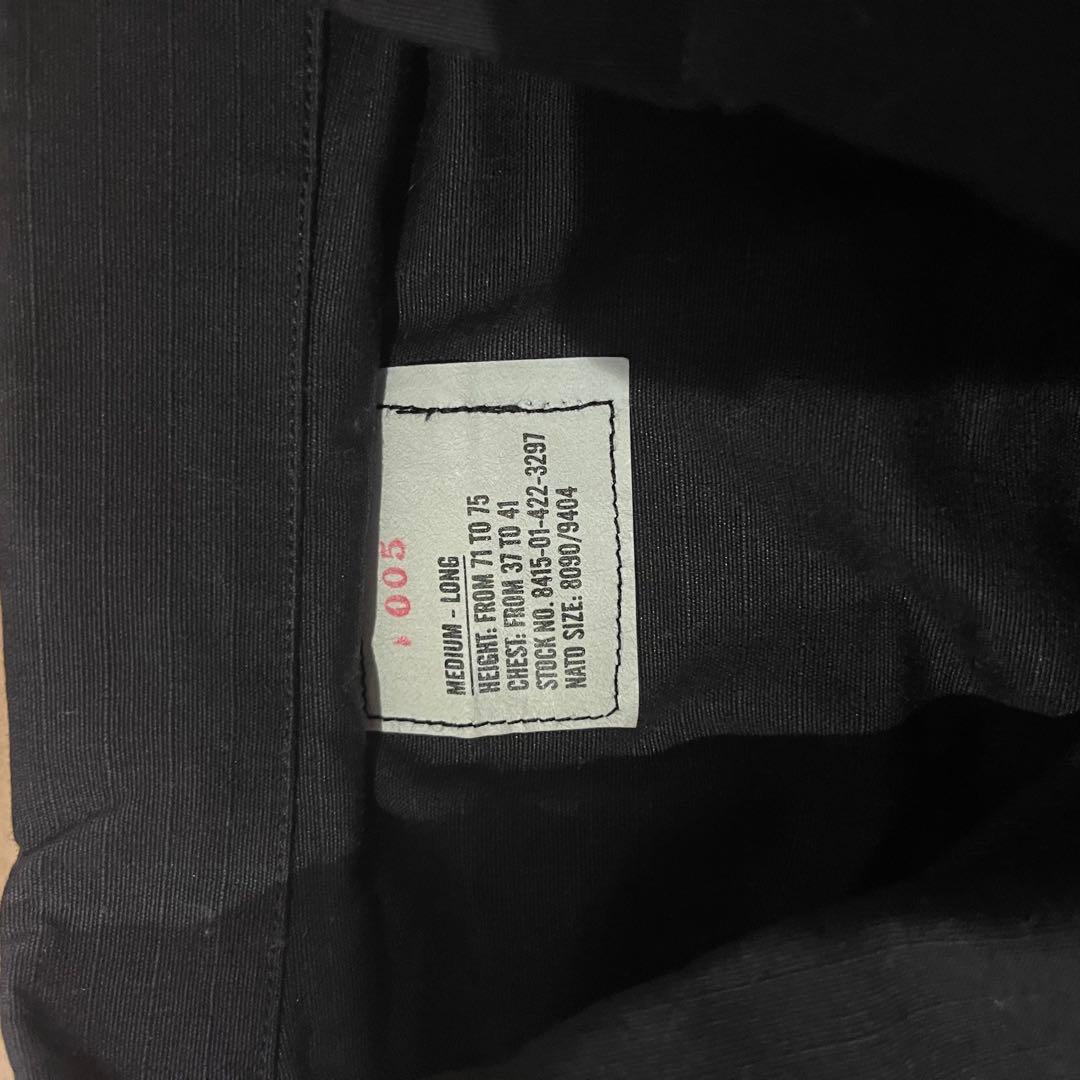 005
MEDIUM - LONG
HEIGHT: FROM 71 TO 75
CHEST: FROM 37 TO 41
STOCK NO. 8415-01-422-3297
NATO SIZE: 8090/9404